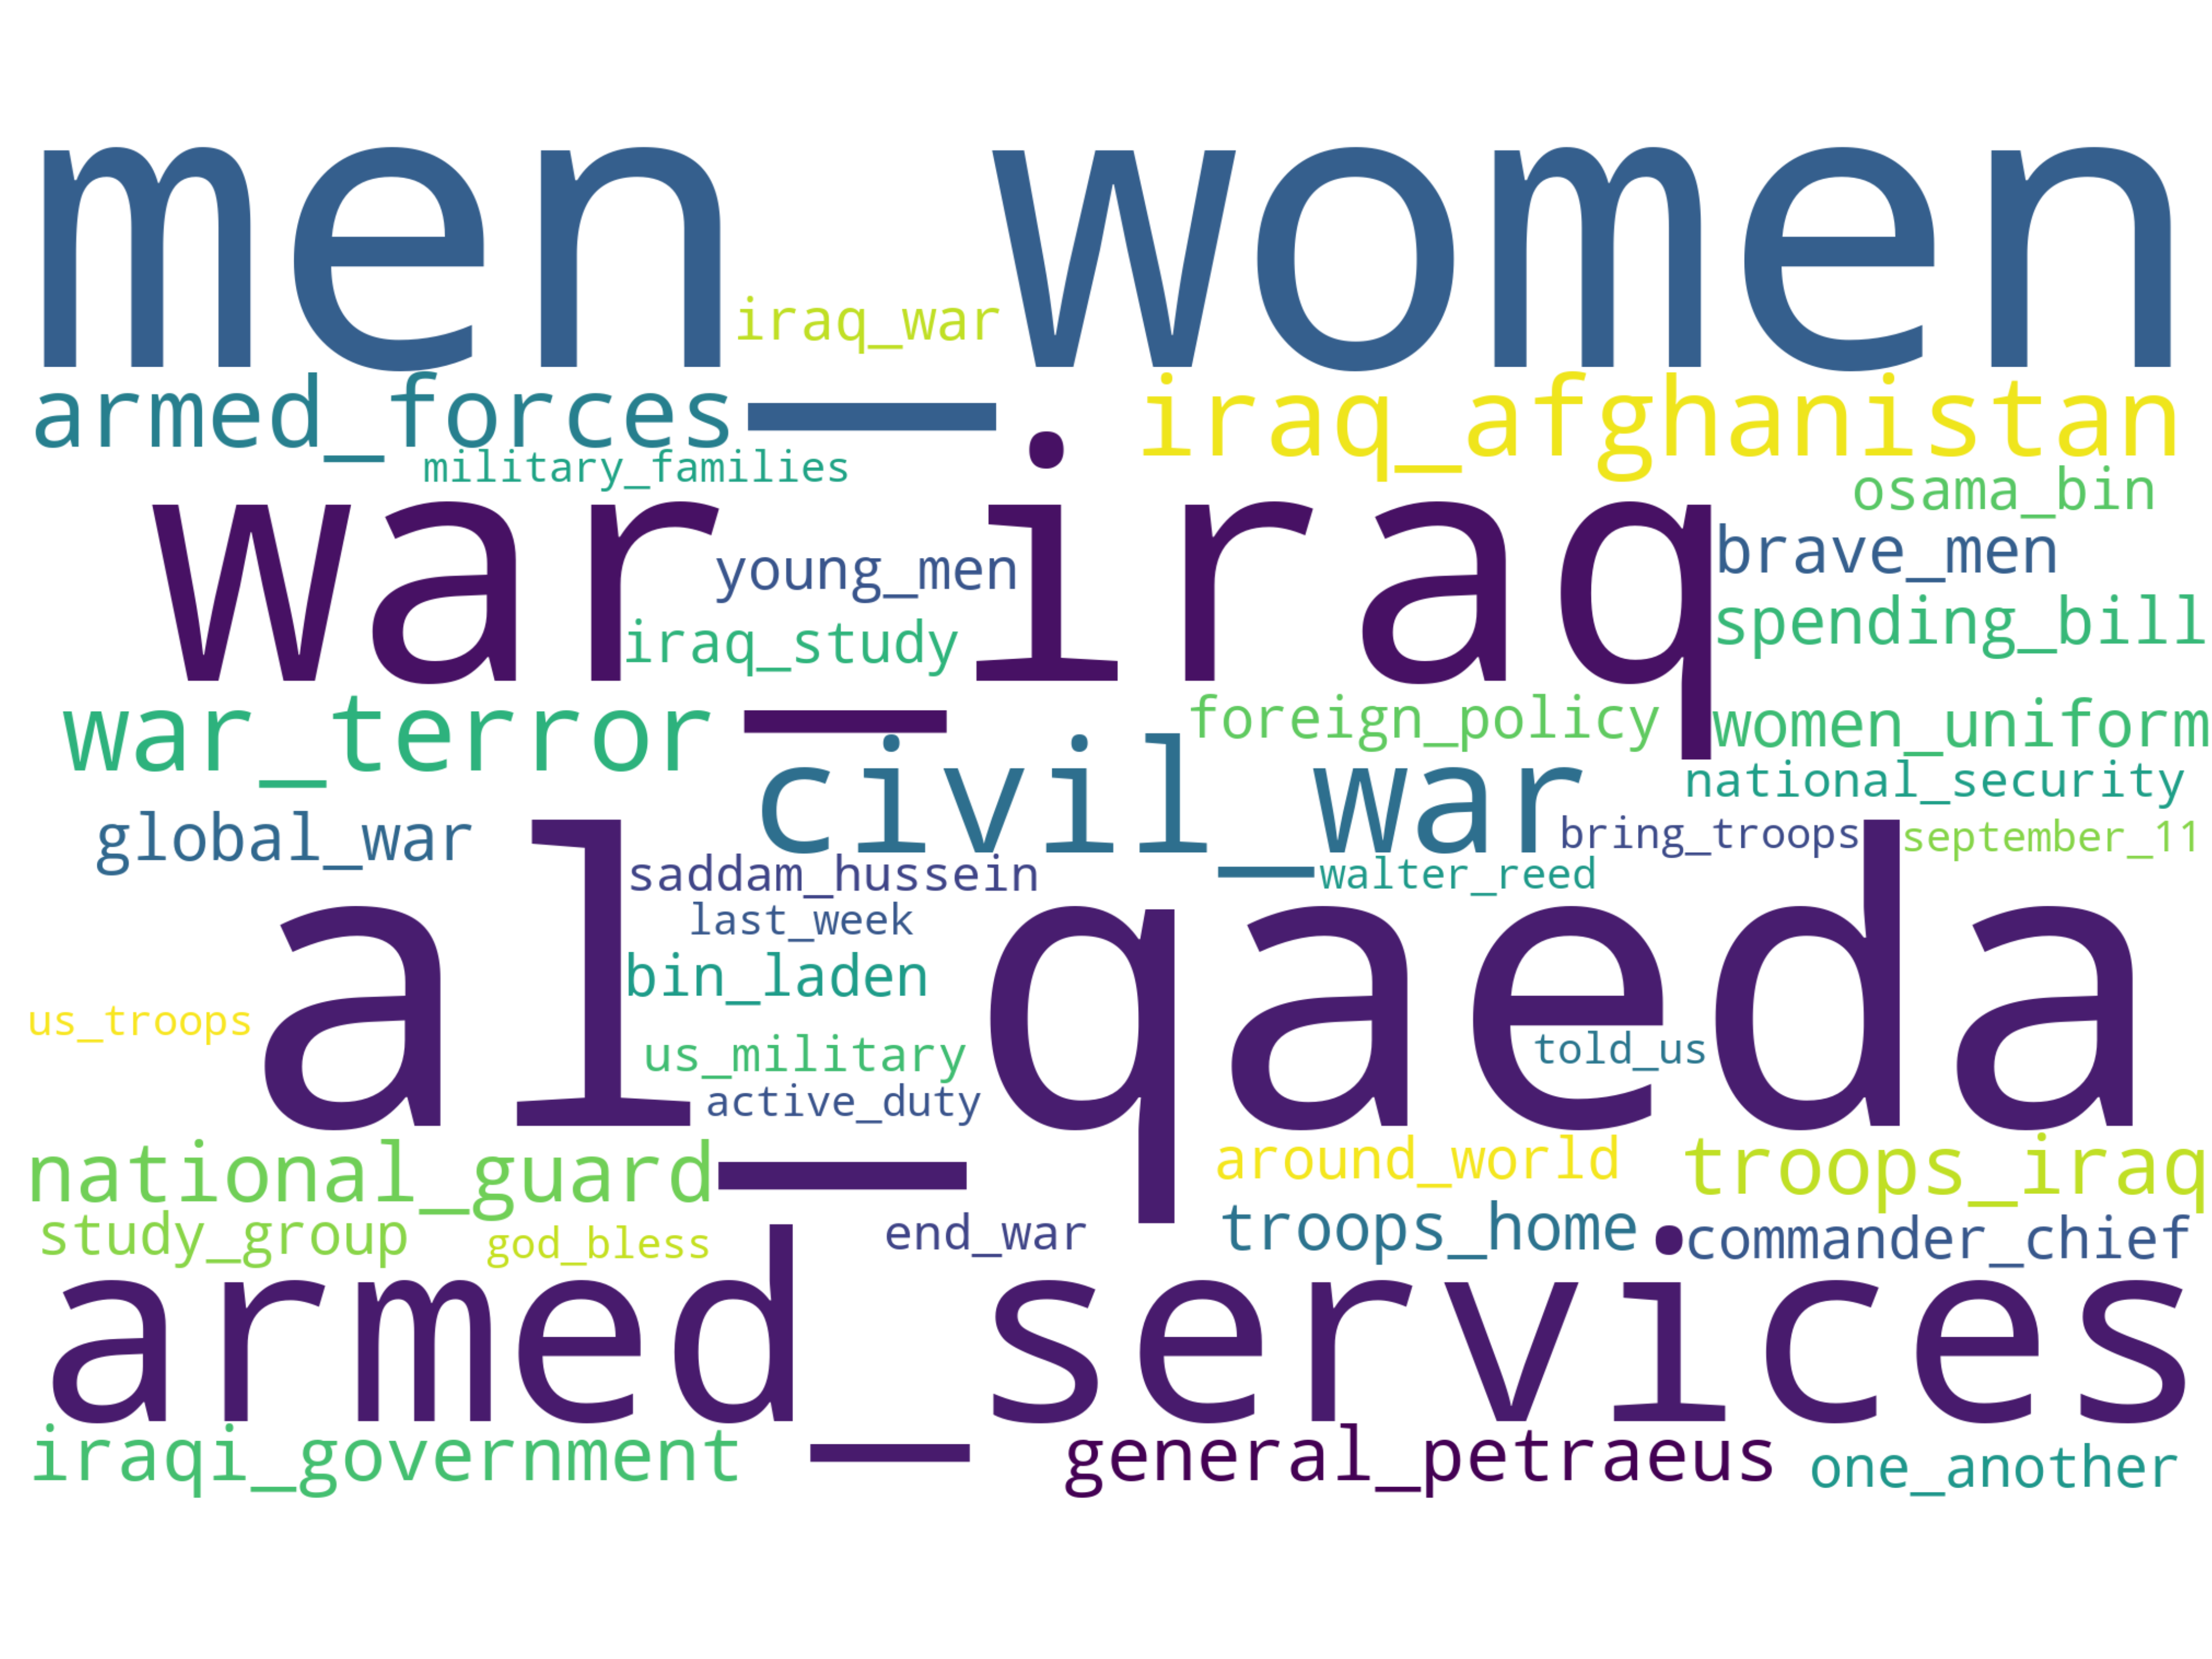 men_women
iraq_war
armed_forces
iraq_afghanistan
military_families
osama_bin
war_iraq
brave_men
young_men
spending_bill
iraq_study
war_terror
foreign_policy
women_uniform
civil_war
national_security
global_war
bring_troops
september_11
saddam_hussein
walter_reed
last_week
al_qaeda
bin_laden
us_troops
us_military
told_us
active_duty
national_guard
around_world
troops_iraq
study_group
god_bless
end_war
troops_home
commander_chief
armed_services
iraqi_government
general_petraeus
one_another